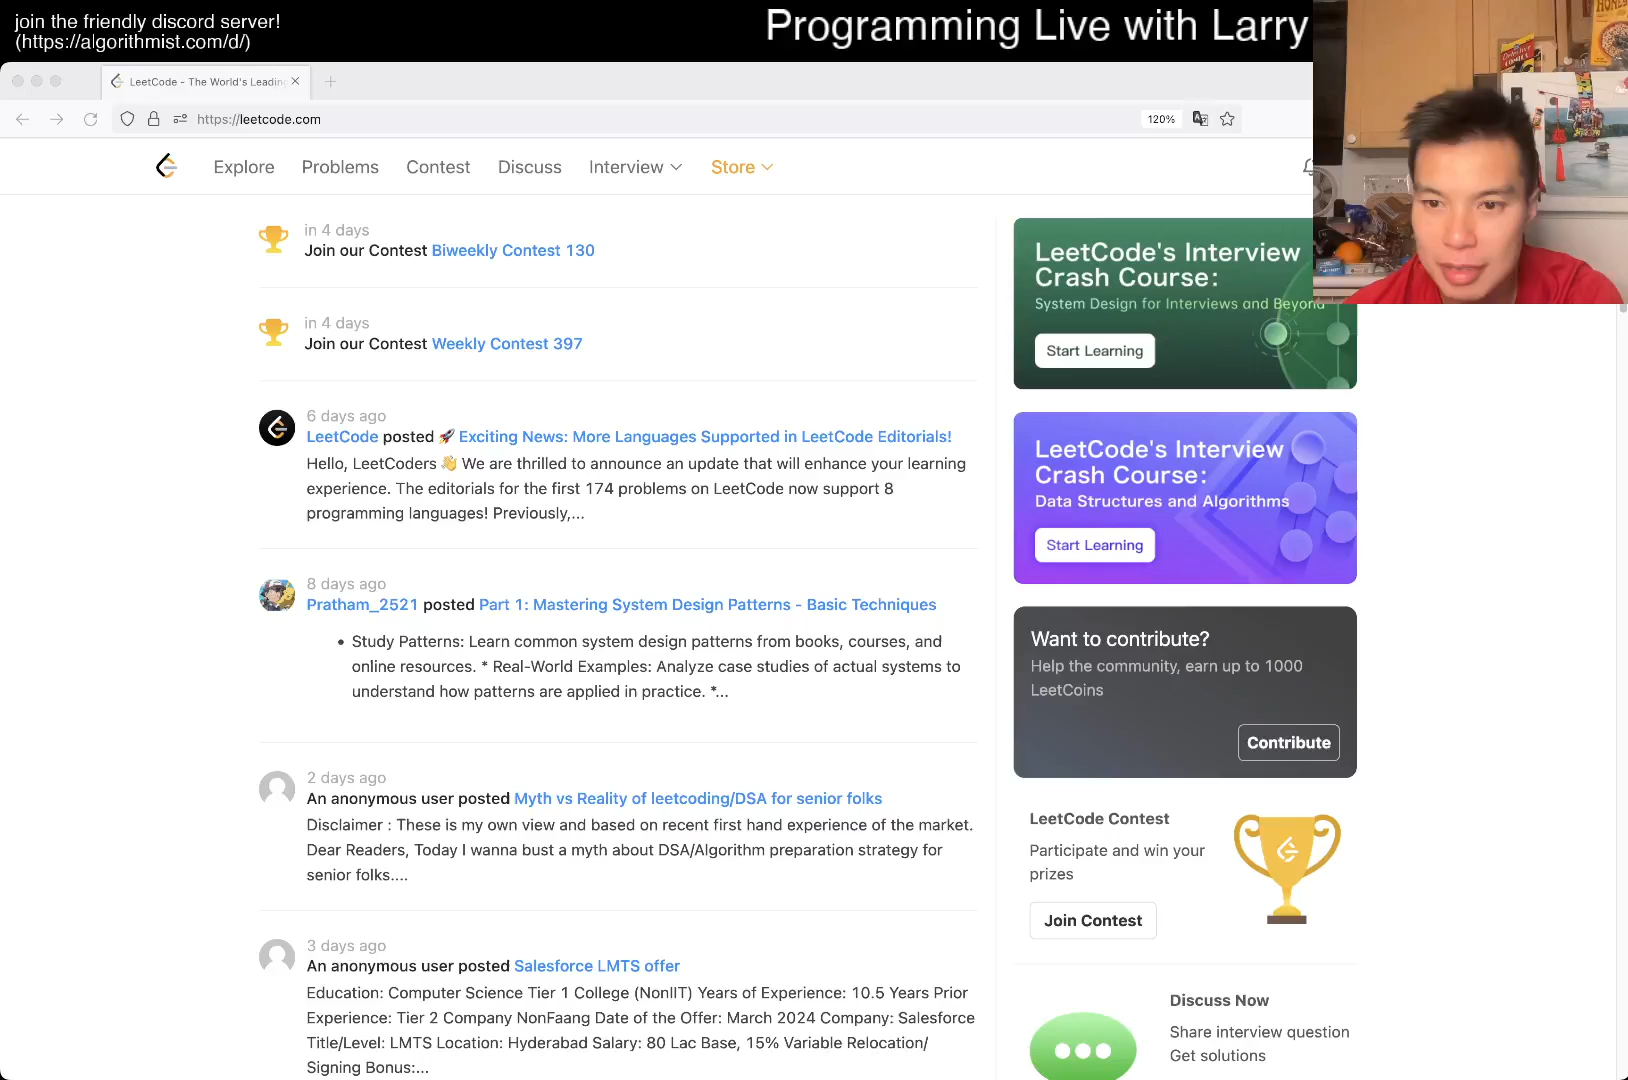 join the friendly discord server!
(https://algorithmist.com/d/)
Programming Live with Larry
LeetCode - The World's Leadin
https://leetcode.com
120%
Explore
Problems
Contest
Discuss
Interview
Store
in 4 days
Join our Contest Biweekly Contest 130
in 4 days
Join our Contest Weekly Contest 397
6 days ago
LeetCode posted 🚀 Exciting News: More Languages Supported in LeetCode Editorials!
Hello, LeetCoders 👋 We are thrilled to announce an update that will enhance your learning
experience. The editorials for the first 174 problems on LeetCode now support 8
programming languages! Previously,...
8 days ago
Pratham_2521 posted Part 1: Mastering System Design Patterns - Basic Techniques
• Study Patterns: Learn common system design patterns from books, courses, and
online resources. * Real-World Examples: Analyze case studies of actual systems to
understand how patterns are applied in practice. *...
2 days ago
An anonymous user posted Myth vs Reality of leetcoding/DSA for senior folks
Disclaimer : These is my own view and based on recent first hand experience of the market.
Dear Readers, Today I wanna bust a myth about DSA/Algorithm preparation strategy for
senior folks....
3 days ago
An anonymous user posted Salesforce LMTS offer
Education: Computer Science Tier 1 College (NonIIT) Years of Experience: 10.5 Years Prior
Experience: Tier 2 Company NonFaang Date of the Offer: March 2024 Company: Salesforce
Title/Level: LMTS Location: Hyderabad Salary: 80 Lac Base, 15% Variable Relocation/
Signing Bonus:...
LeetCode's Interview
Crash Course:
System Design for Interviews and Beyond
Start Learning
LeetCode's Interview
Crash Course:
Data Structures and Algorithms
Start Learning
Want to contribute?
Help the community, earn up to 1000
LeetCoins
Contribute
LeetCode Contest
Participate and win your
prizes
Join Contest
Discuss Now
Share interview question
Get solutions